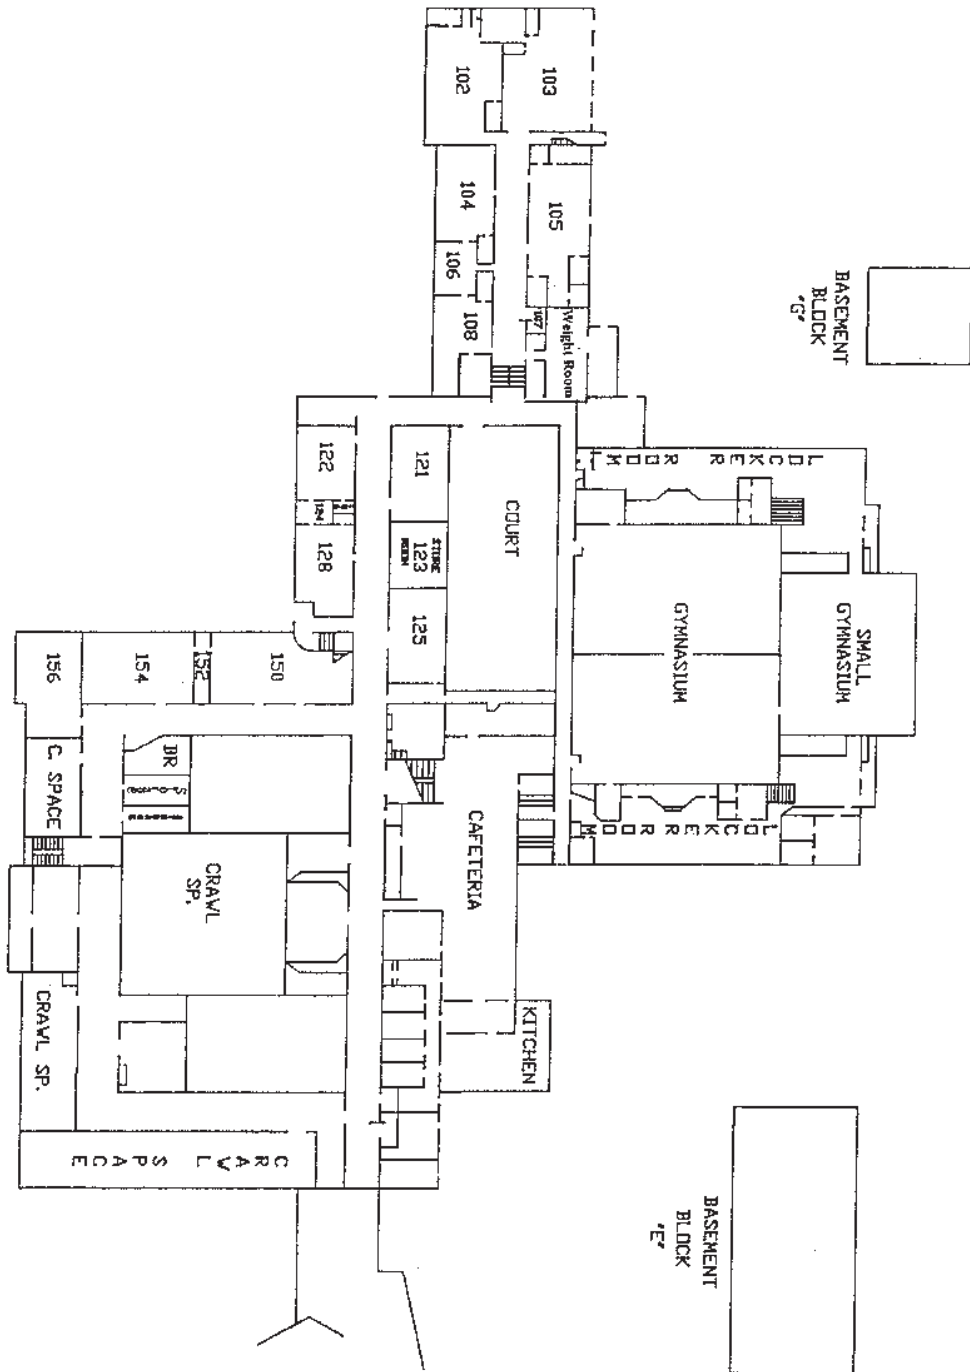 102
103
104
105
106
107
108
Weight Room
BASEMENT
BLOCK
"G"
LOCKER ROOM
122
121
124
STORE
123
ROOM
128
125
COURT
GYMNASIUM
SMALL
GYMNASIUM
156
154
152
150
BR
C. SPACE
CRAWL
SP.
CAFETERIA
LOCKER ROOM
CRAWL SP.
KITCHEN
CRAWL SPACE
BASEMENT
BLOCK
"E"